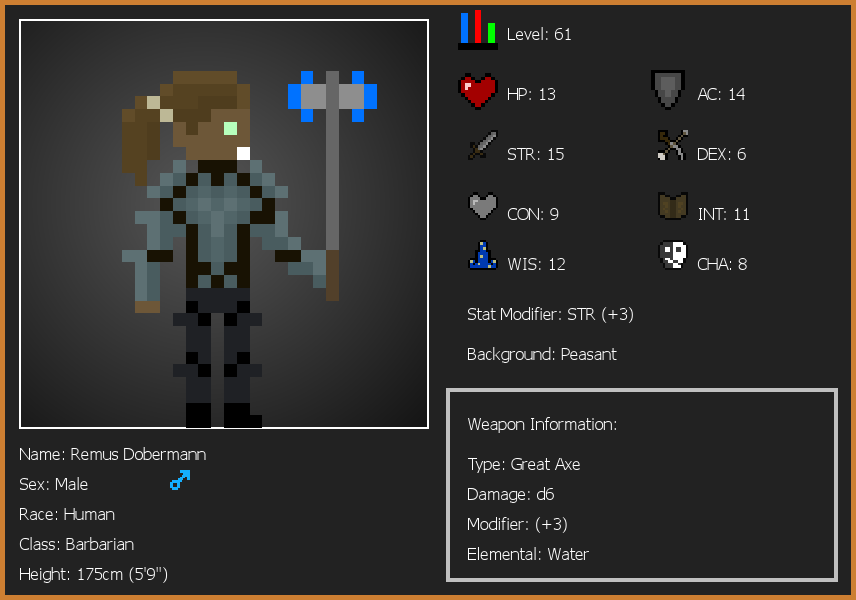 Level: 61
HP: 13
AC: 14
STR: 15
DEX: 6
CON: 9
INT: 11
WIS: 12
CHA: 8
Stat Modifier: STR (+3)
Background: Peasant
Weapon Information:
Type: Great Axe
Damage: d6
Modifier: (+3)
Elemental: Water
Name: Remus Dobermann
Sex: Male
Race: Human
Class: Barbarian
Height: 175cm (5'9")